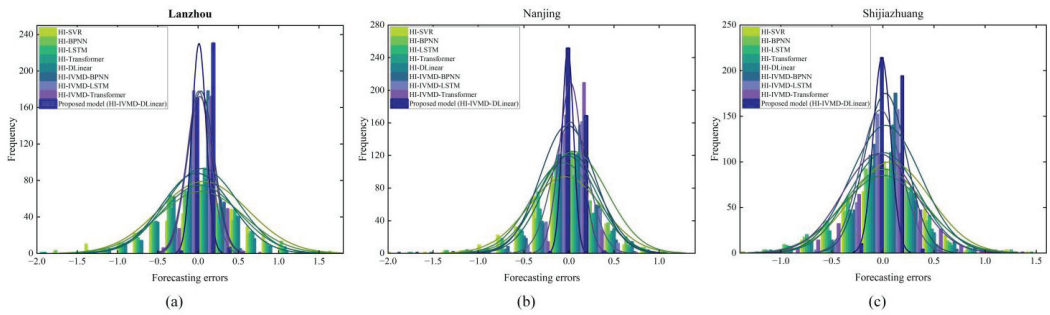 Lanzhou
HI-SVR
HI-BPNN
HI-LSTM
HI-Transformer
HI-DLinear
HI-IVMD-BPNN
HI-IVMD-LSTM
HI-IVMD-Transformer
Proposed model (HI-IVMD-DLinear)
Frequency
240
180
120
60
0
−2.0 −1.5 −1.0 −0.5 0.0 0.5 1.0 1.5
Forecasting errors
(a)
Nanjing
HI-SVR
HI-BPNN
HI-LSTM
HI-Transformer
HI-DLinear
HI-IVMD-BPNN
HI-IVMD-LSTM
HI-IVMD-Transformer
Proposed model (HI-IVMD-DLinear)
Frequency
280
240
200
160
120
80
40
0
−1.5 −1.0 −0.5 0.0 0.5 1.0
Forecasting errors
(b)
Shijiazhuang
HI-SVR
HI-BPNN
HI-LSTM
HI-Transformer
HI-DLinear
HI-IVMD-BPNN
HI-IVMD-LSTM
HI-IVMD-Transformer
Proposed model (HI-IVMD-DLinear)
Frequency
250
200
150
100
50
0
−1.0 −0.5 0.0 0.5 1.0 1.5
Forecasting errors
(c)